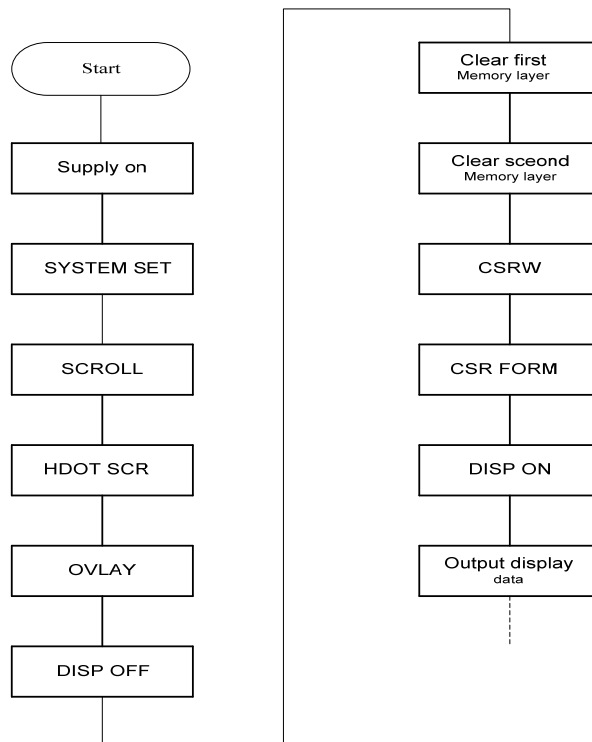 Start
Supply on
SYSTEM SET
SCROLL
HDOT SCR
OVLAY
DISP OFF
Clear first
Memory layer
Clear sceond
Memory layer
CSRW
CSR FORM
DISP ON
Output display
data